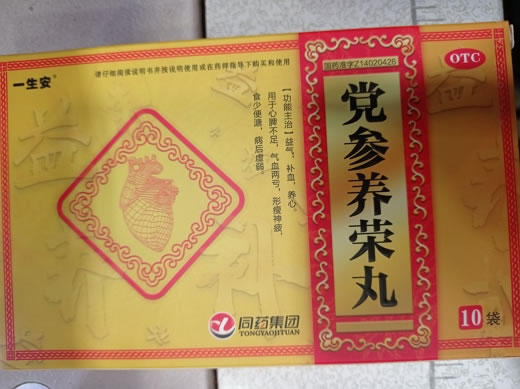 一生安
请仔细阅读说明书并按说明使用或在药师指导下购买和使用
国药准字Z14020426
OTC
党参养荣丸
【功能主治】益气,补血,养心。
用于心脾不足,气血两亏,形瘦神疲,
食少便溏,病后虚弱。
同药集团
TONGYAOJITUAN
10袋